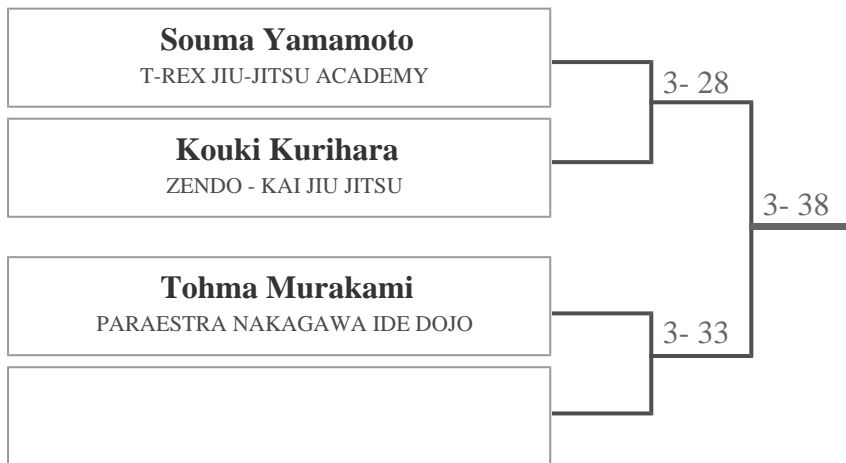 Souma Yamamoto
T-REX JIU-JITSU ACADEMY
3- 28
Kouki Kurihara
ZENDO - KAI JIU JITSU
3- 38
Tohma Murakami
PARAESTRA NAKAGAWA IDE DOJO
3- 33